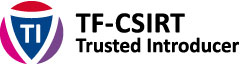 TI
TF-CSIRT
Trusted Introducer